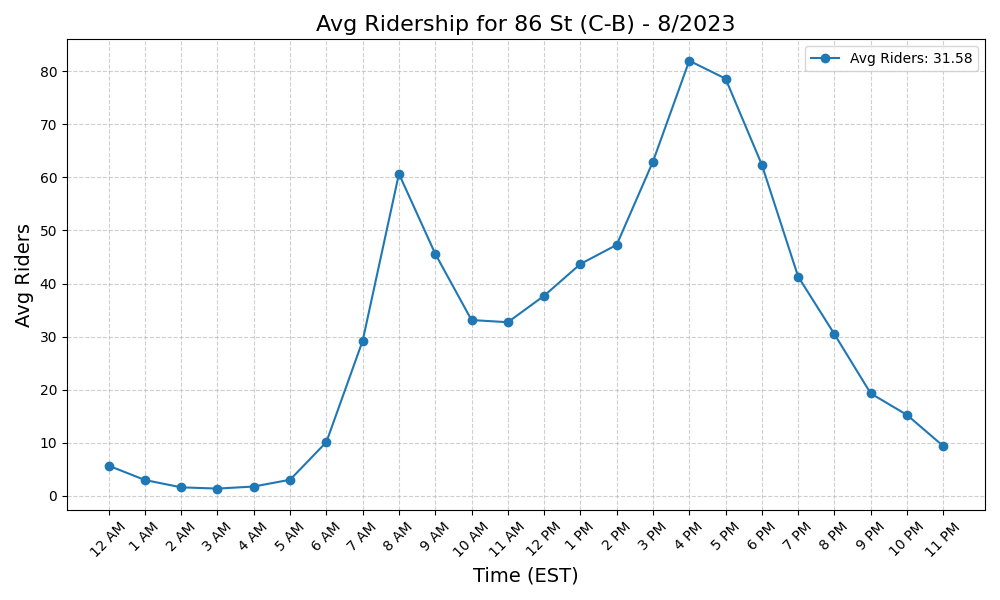 Avg Ridership for 86 St (C-B) - 8/2023
Avg Riders: 31.58
Avg Riders
80
70
60
50
40
30
20
10
0
12 AM
1 AM
2 AM
3 AM
4 AM
5 AM
6 AM
7 AM
8 AM
9 AM
10 AM
11 AM
12 PM
1 PM
2 PM
3 PM
4 PM
5 PM
6 PM
7 PM
8 PM
9 PM
10 PM
11 PM
Time (EST)